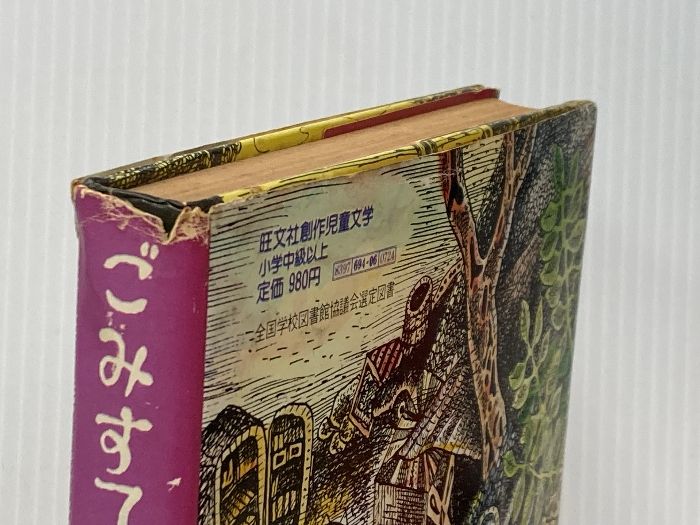 ごみすて
旺文社創作児童文学
小学中級以上
定価 980円 8397 694-06 0724
全国学校図書館協議会選定図書